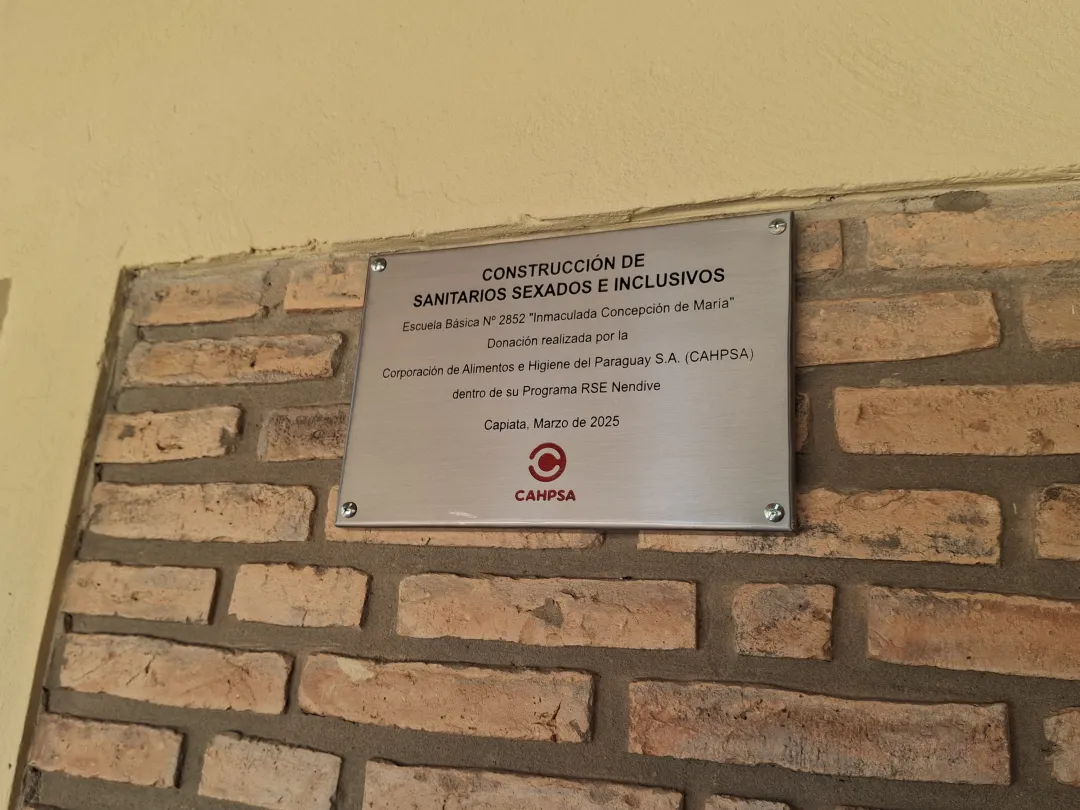 CONSTRUCCIÓN DE
SANITARIOS SEXADOS E INCLUSIVOS
Escuela Básica Nº 2852 "Inmaculada Concepción de Maria"
Donación realizada por la
Corporación de Alimentos e Higiene del Paraguay S.A. (CAHPSA)
dentro de su Programa RSE Nendive
Capiata, Marzo de 2025
CAHPSA